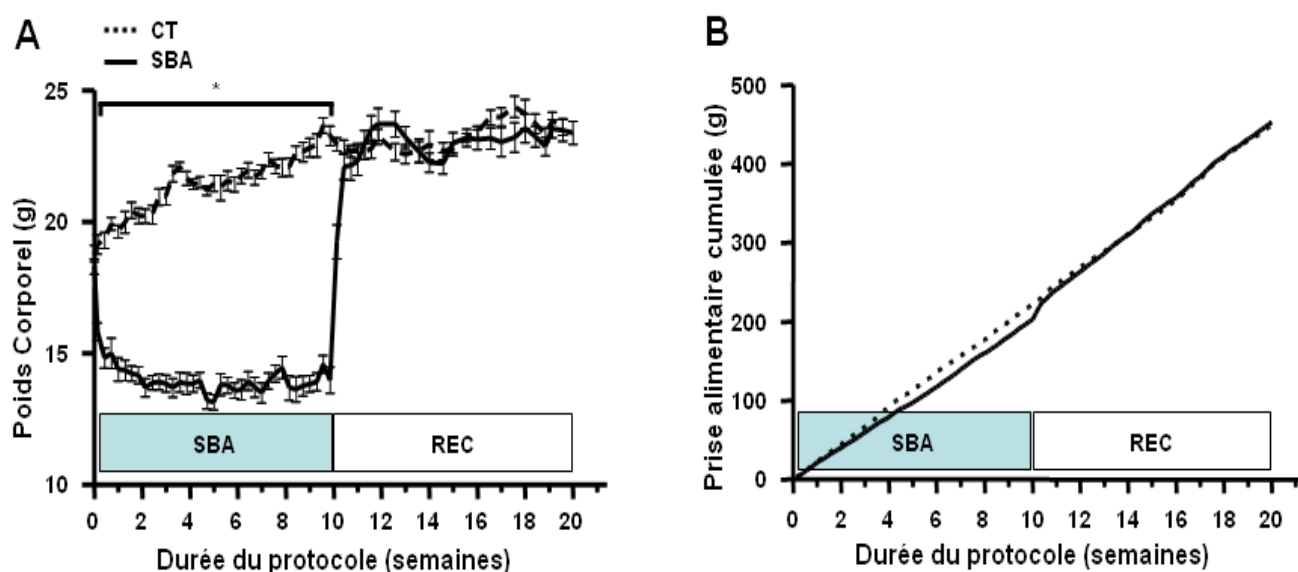 A
CT
SBA
*
Poids Corporel (g)
25
20
15
10
SBA
REC
0 2 4 6 8 10 12 14 16 18 20
Durée du protocole (semaines)
B
Prise alimentaire cumulée (g)
500
400
300
200
100
0
SBA
REC
0 2 4 6 8 10 12 14 16 18 20
Durée du protocole (semaines)